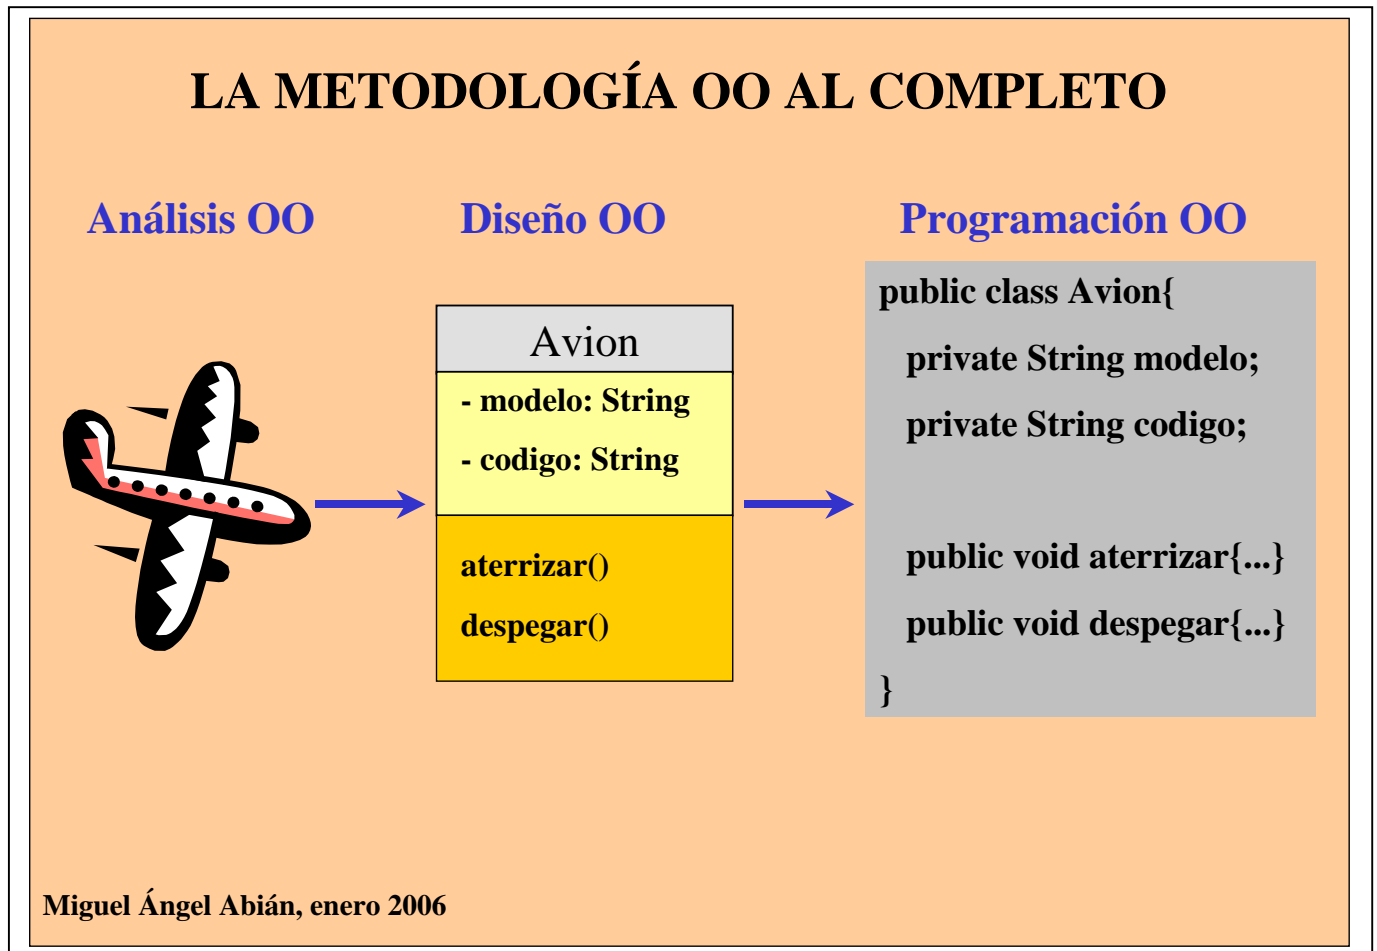 LA METODOLOGÍA OO AL COMPLETO
Análisis OO
Diseño OO
Programación OO
Avion
- modelo: String
- codigo: String
aterrizar()
despegar()
public class Avion{
private String modelo;
private String codigo;
public void aterrizar{...}
public void despegar{...}
}
Miguel Ángel Abián, enero 2006